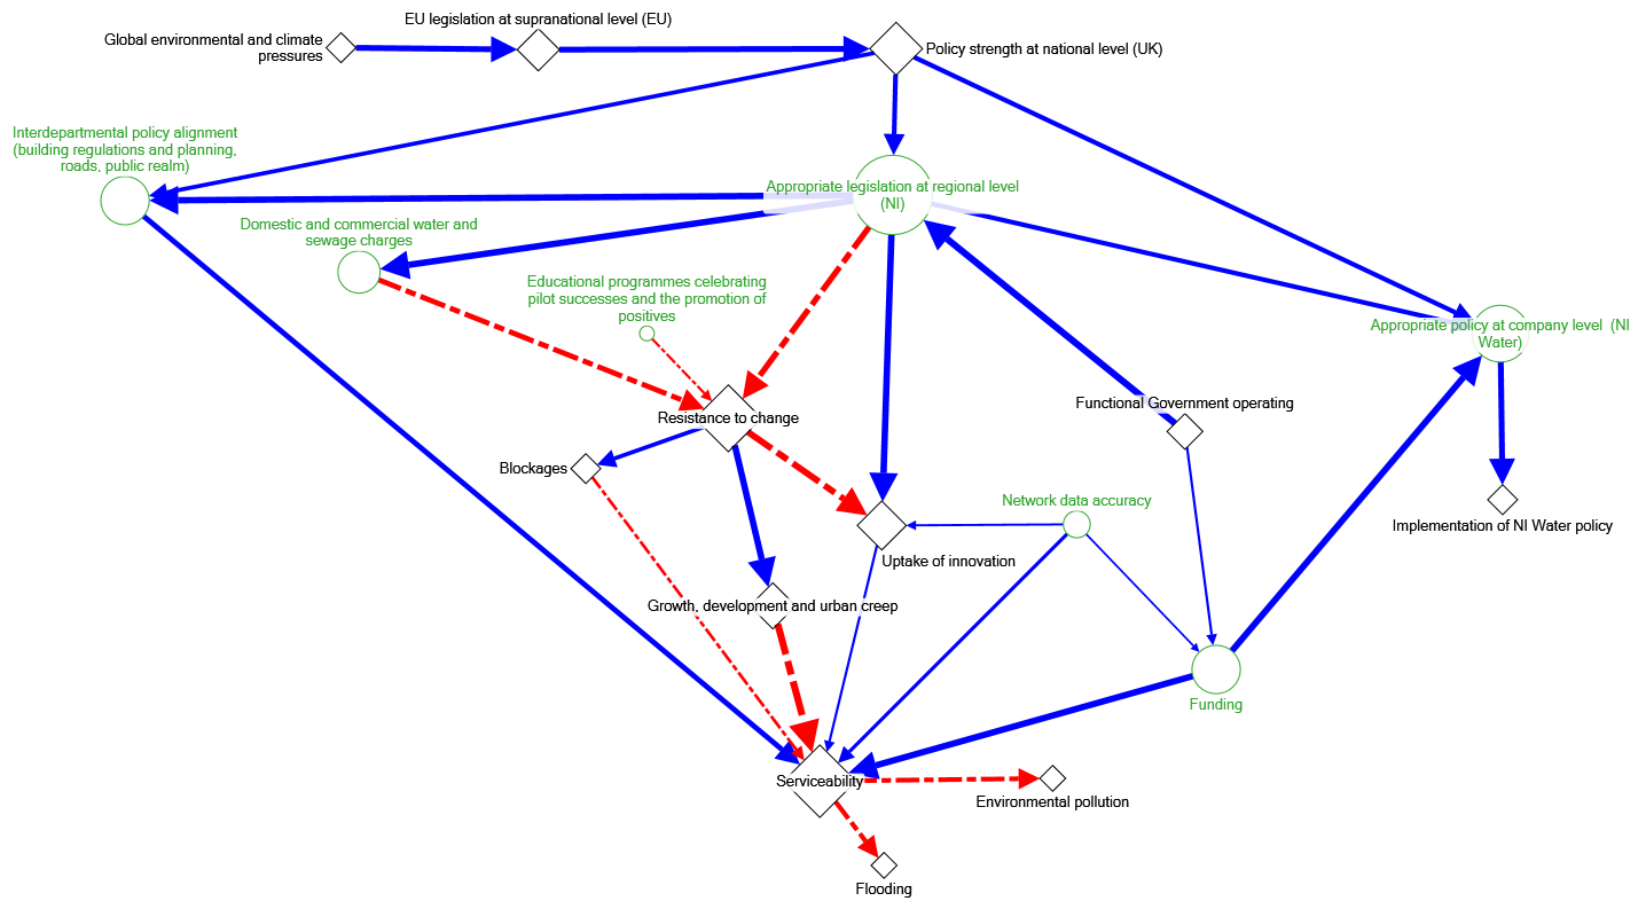 EU legislation at supranational level (EU)
Global environmental and climate
pressures
Policy strength at national level (UK)
Interdepartmental policy alignment
(building regulations and planning,
roads, public realm)
Appropriate legislation at regional level
(NI)
Domestic and commercial water and
sewage charges
Educational programmes celebrating
pilot successes and the promotion of
positives
Appropriate policy at company level (NI
Water)
Functional Government operating
Resistance to change
Blockages
Network data accuracy
Implementation of NI Water policy
Uptake of innovation
Growth, development and urban creep
Funding
Serviceability
Environmental pollution
Flooding